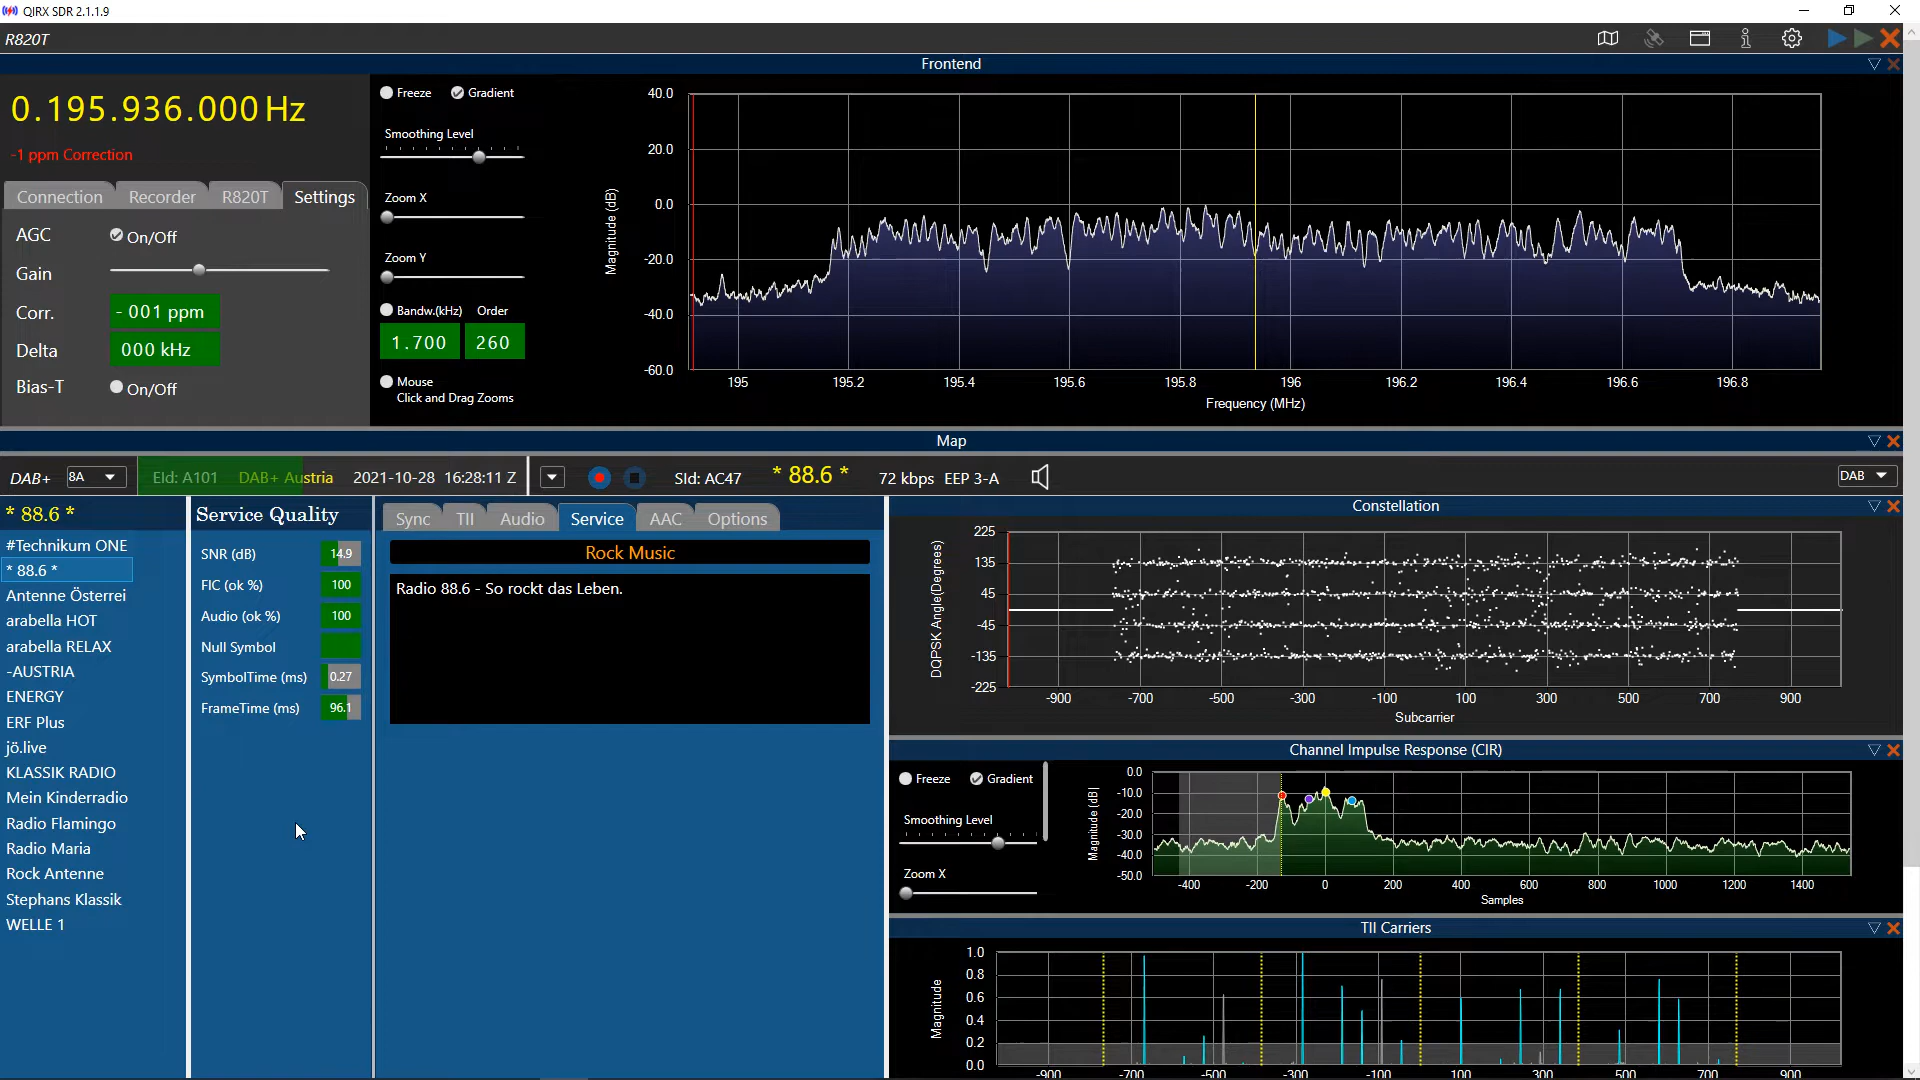 QIRX SDR 2.1.1.9
R820T
Frontend
0.195.936.000 Hz
-1 ppm Correction
Connection Recorder R820T Settings
AGC On/Off
Gain
Corr. - 001 ppm
Delta 000 kHz
Bias-T On/Off
Freeze Gradient
Smoothing Level
Zoom X
Zoom Y
Bandw.(kHz) Order
1.700 260
Mouse
Click and Drag Zooms
Magnitude (dB)
40.0
20.0
0.0
-20.0
-40.0
-60.0
195 195.2 195.4 195.6 195.8 196 196.2 196.4 196.6 196.8
Frequency (MHz)
Map
DAB+ 8A EId: A101 DAB+ Austria 2021-10-28 16:28:11 Z SId: AC47 * 88.6 * 72 kbps EEP 3-A DAB
* 88.6 *
#Technikum ONE
* 88.6 *
Antenne Österrei
arabella HOT
arabella RELAX
-AUSTRIA
ENERGY
ERF Plus
jö.live
KLASSIK RADIO
Mein Kinderradio
Radio Flamingo
Radio Maria
Rock Antenne
Stephans Klassik
WELLE 1
Service Quality
SNR (dB) 14.9
FIC (ok %) 100
Audio (ok %) 100
Null Symbol
SymbolTime (ms) 0.27
FrameTime (ms) 96.1
Sync TII Audio Service AAC Options
Rock Music
Radio 88.6 - So rockt das Leben.
Constellation
DQPSK Angle(Degrees)
225
135
45
-45
-135
-225
-900 -700 -500 -300 -100 100 300 500 700 900
Subcarrier
Channel Impulse Response (CIR)
Freeze Gradient
Smoothing Level
Zoom X
Magnitude (dB)
0.0
-10.0
-20.0
-30.0
-40.0
-50.0
-400 -200 0 200 400 600 800 1000 1200 1400
Samples
TII Carriers
Magnitude
1.0
0.8
0.6
0.4
0.2
0.0
-900 -700 -500 -300 -100 100 300 500 700 900